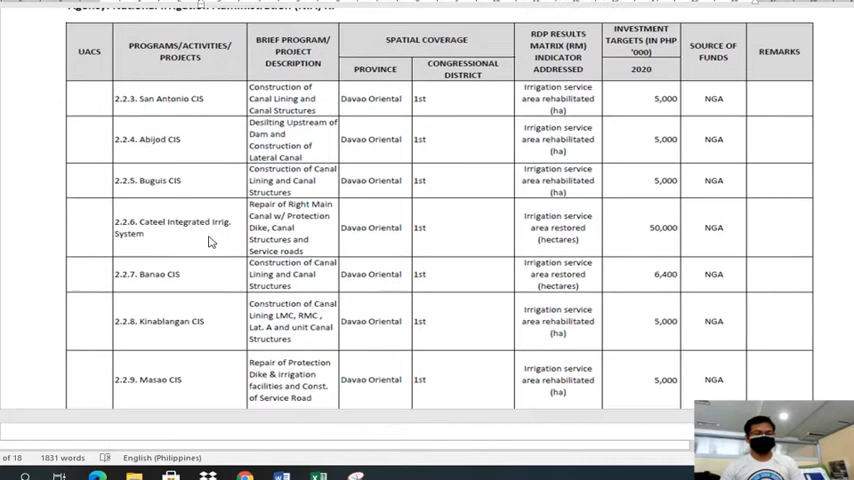 UACS
PROGRAMS/ACTIVITIES/
PROJECTS
BRIEF PROGRAM/
PROJECT
DESCRIPTION
SPATIAL COVERAGE
PROVINCE
CONGRESSIONAL
DISTRICT
RDP RESULTS
MATRIX (RM)
INDICATOR
ADDRESSED
INVESTMENT
TARGETS (IN PHP
'000)
2020
SOURCE OF
FUNDS
REMARKS
2.2.3. San Antonio CIS
Construction of
Canal Lining and
Canal Structures
Davao Oriental
1st
Irrigation service
area rehabilitated
(ha)
5,000
NGA
2.2.4. Abijod CIS
Desilting Upstream of
Dam and
Construction of
Lateral Canal
Davao Oriental
1st
Irrigation service
area rehabilitated
(ha)
5,000
NGA
2.2.5. Buguis CIS
Construction of Canal
Lining and Canal
Structures
Davao Oriental
1st
Irrigation service
area rehabilitated
(ha)
5,000
NGA
2.2.6. Cateel Integrated Irrig.
System
Repair of Right Main
Canal w/ Protection
Dike, Canal
Structures and
Service roads
Davao Oriental
1st
Irrigation service
area restored
(hectares)
50,000
NGA
2.2.7. Banao CIS
Construction of Canal
Lining and Canal
Structures
Davao Oriental
1st
Irrigation service
area restored
(hectares)
6,400
NGA
2.2.8. Kinablangan CIS
Construction of Canal
Lining LMC, RMC ,
Lat. A and unit Canal
Structures
Davao Oriental
1st
Irrigation service
area rehabilitated
(ha)
5,000
NGA
2.2.9. Masao CIS
Repair of Protection
Dike & Irrigation
facilities and Const.
of Service Road
Davao Oriental
1st
Irrigation service
area rehabilitated
(ha)
5,000
NGA
of 18 1831 words English (Philippines)